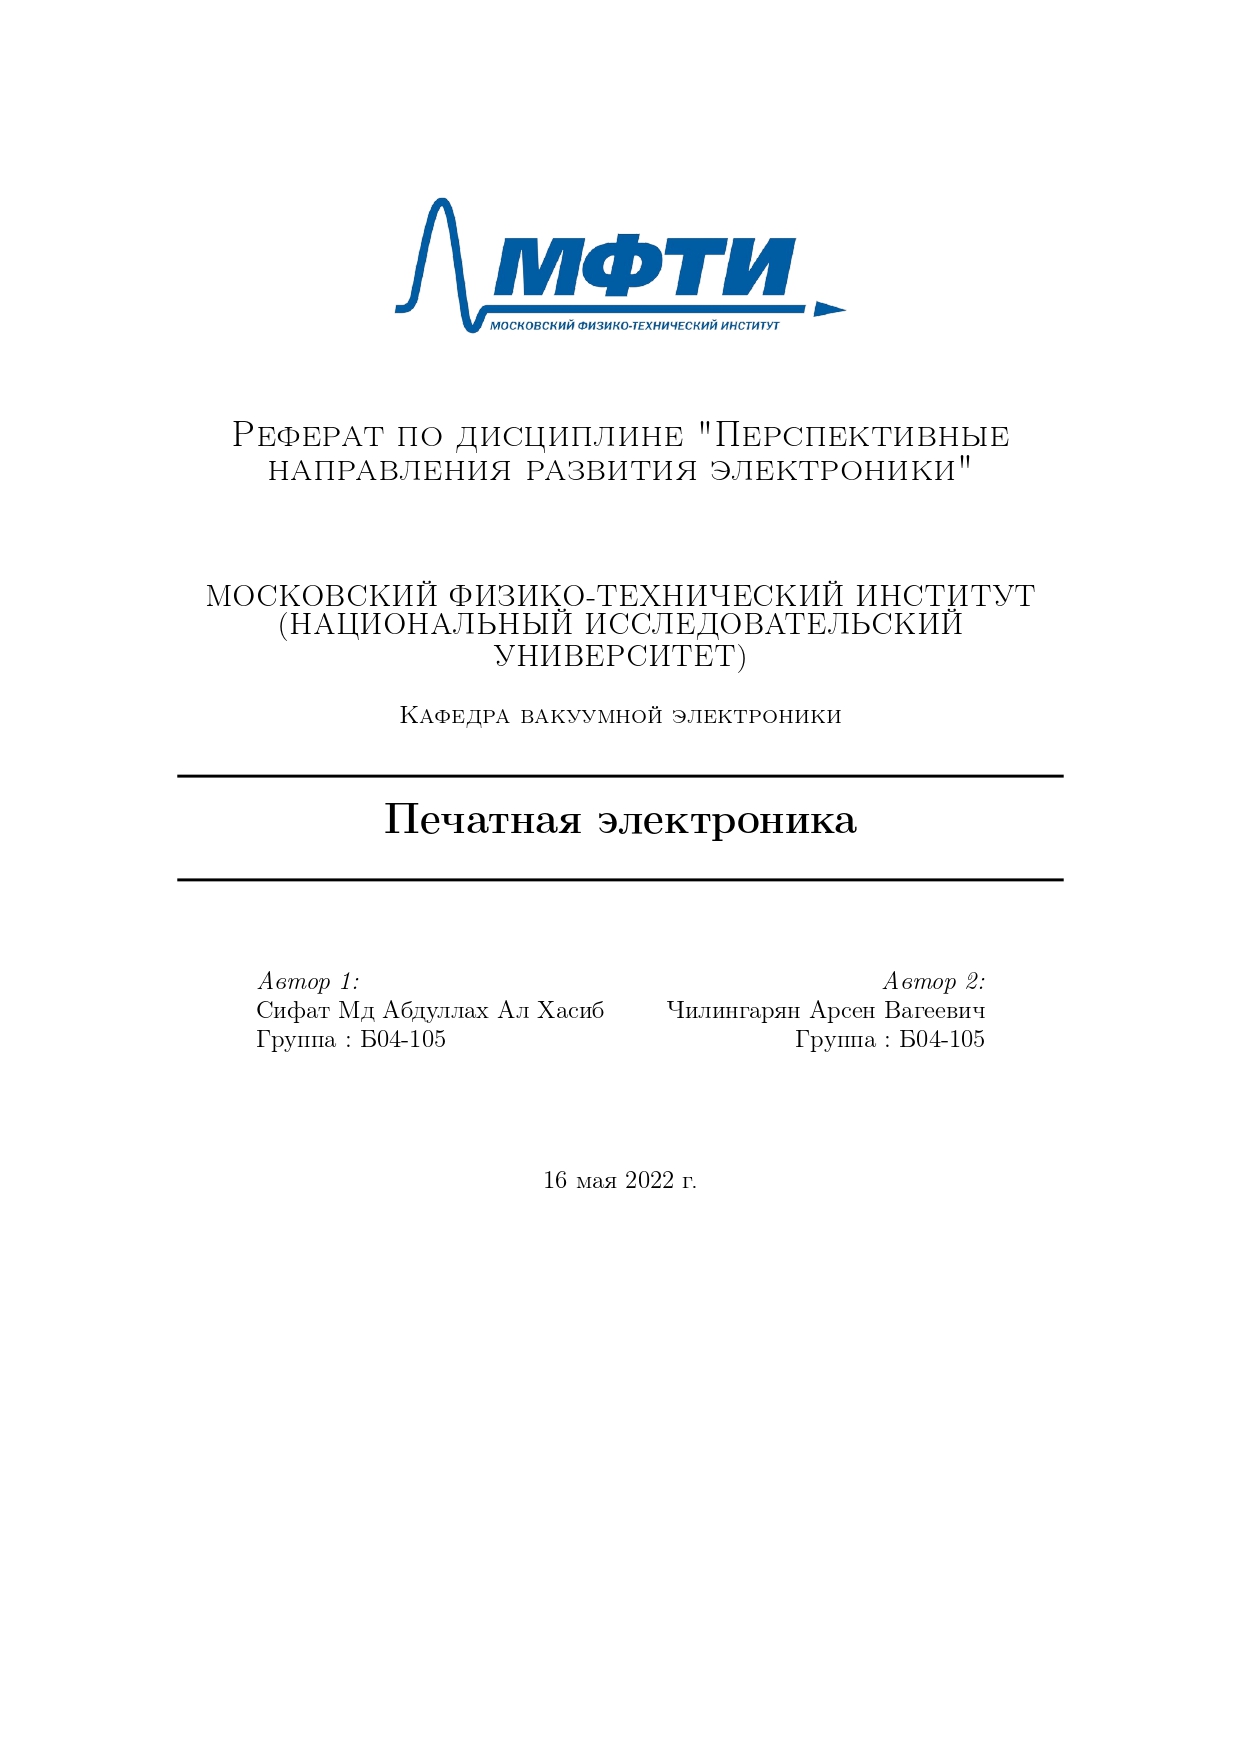 МФТИ
МОСКОВСКИЙ ФИЗИКО-ТЕХНИЧЕСКИЙ ИНСТИТУТ
Реферат по дисциплине "Перспективные
направления развития электроники"
МОСКОВСКИЙ ФИЗИКО-ТЕХНИЧЕСКИЙ ИНСТИТУТ
(НАЦИОНАЛЬНЫЙ ИССЛЕДОВАТЕЛЬСКИЙ
УНИВЕРСИТЕТ)
Кафедра вакуумной электроники
Печатная электроника
Автор 1:
Сифат Мд Абдуллах Ал Хасиб
Группа : Б04-105
Автор 2:
Чилингарян Арсен Вагеевич
Группа : Б04-105
16 мая 2022 г.